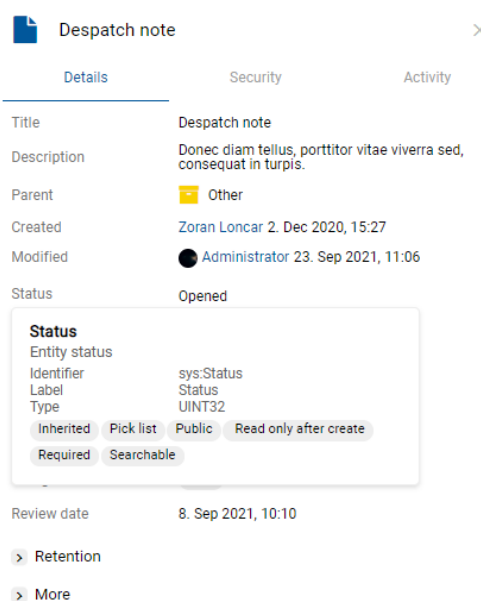 Despatch note
Details Security Activity
Title Despatch note
Description Donec diam tellus, porttitor vitae viverra sed,
consequat in turpis.
Parent Other
Created Zoran Loncar 2. Dec 2020, 15:27
Modified Administrator 23. Sep 2021, 11:06
Status Opened
Status
Entity status
Identifier sys:Status
Label Status
Type UINT32
Inherited Pick list Public Read only after create
Required Searchable
Review date 8. Sep 2021, 10:10
Retention
More